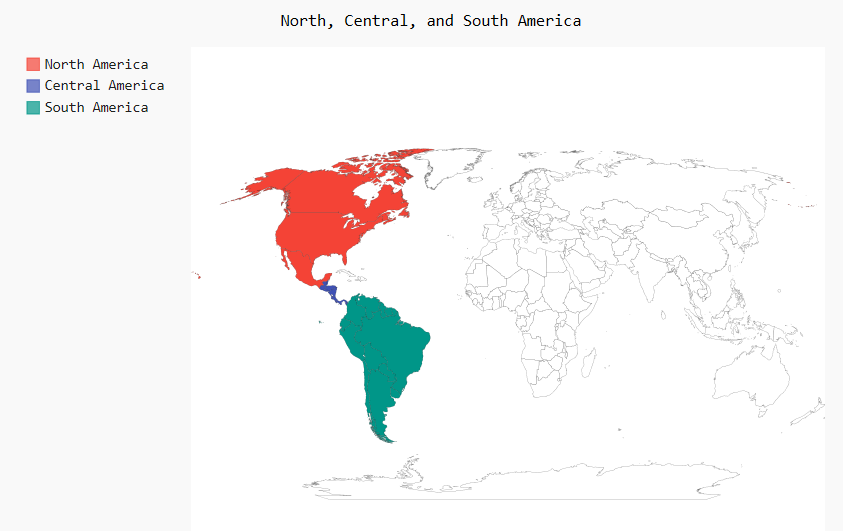 North, Central, and South America
North America
Central America
South America